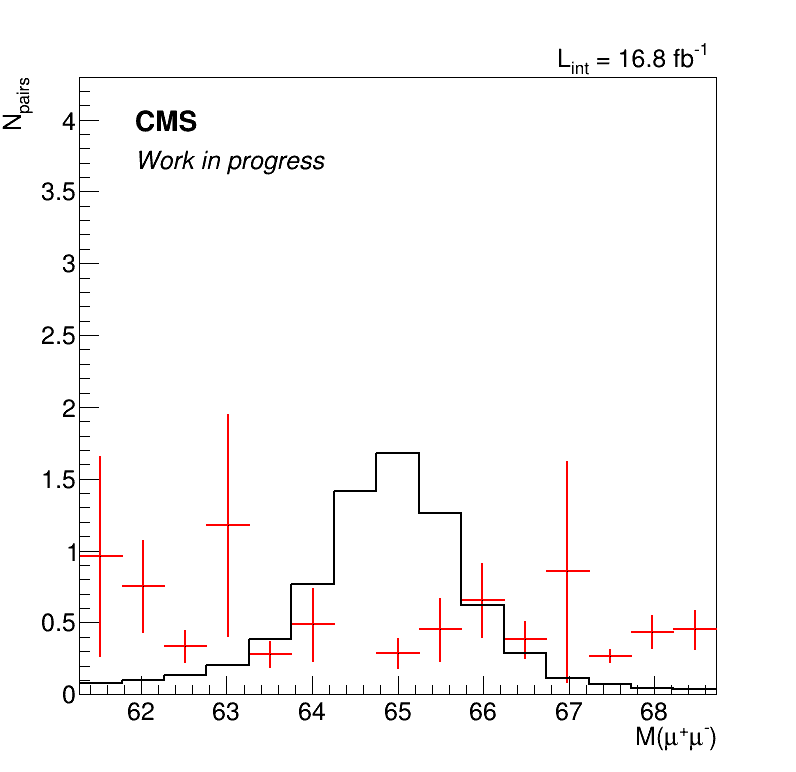 L_int = 16.8 fb^-1
N_pairs
CMS
Work in progress
4
3.5
3
2.5
2
1.5
1
0.5
0
62 63 64 65 66 67 68
M(μ⁺μ⁻)